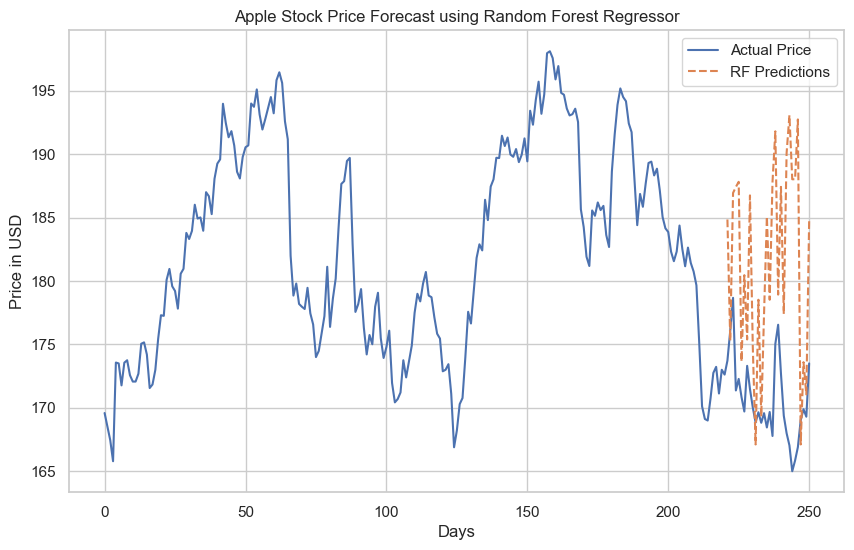 Apple Stock Price Forecast using Random Forest Regressor
Actual Price
RF Predictions
Price in USD
195
190
185
180
175
170
165
0
50
100
150
200
250
Days